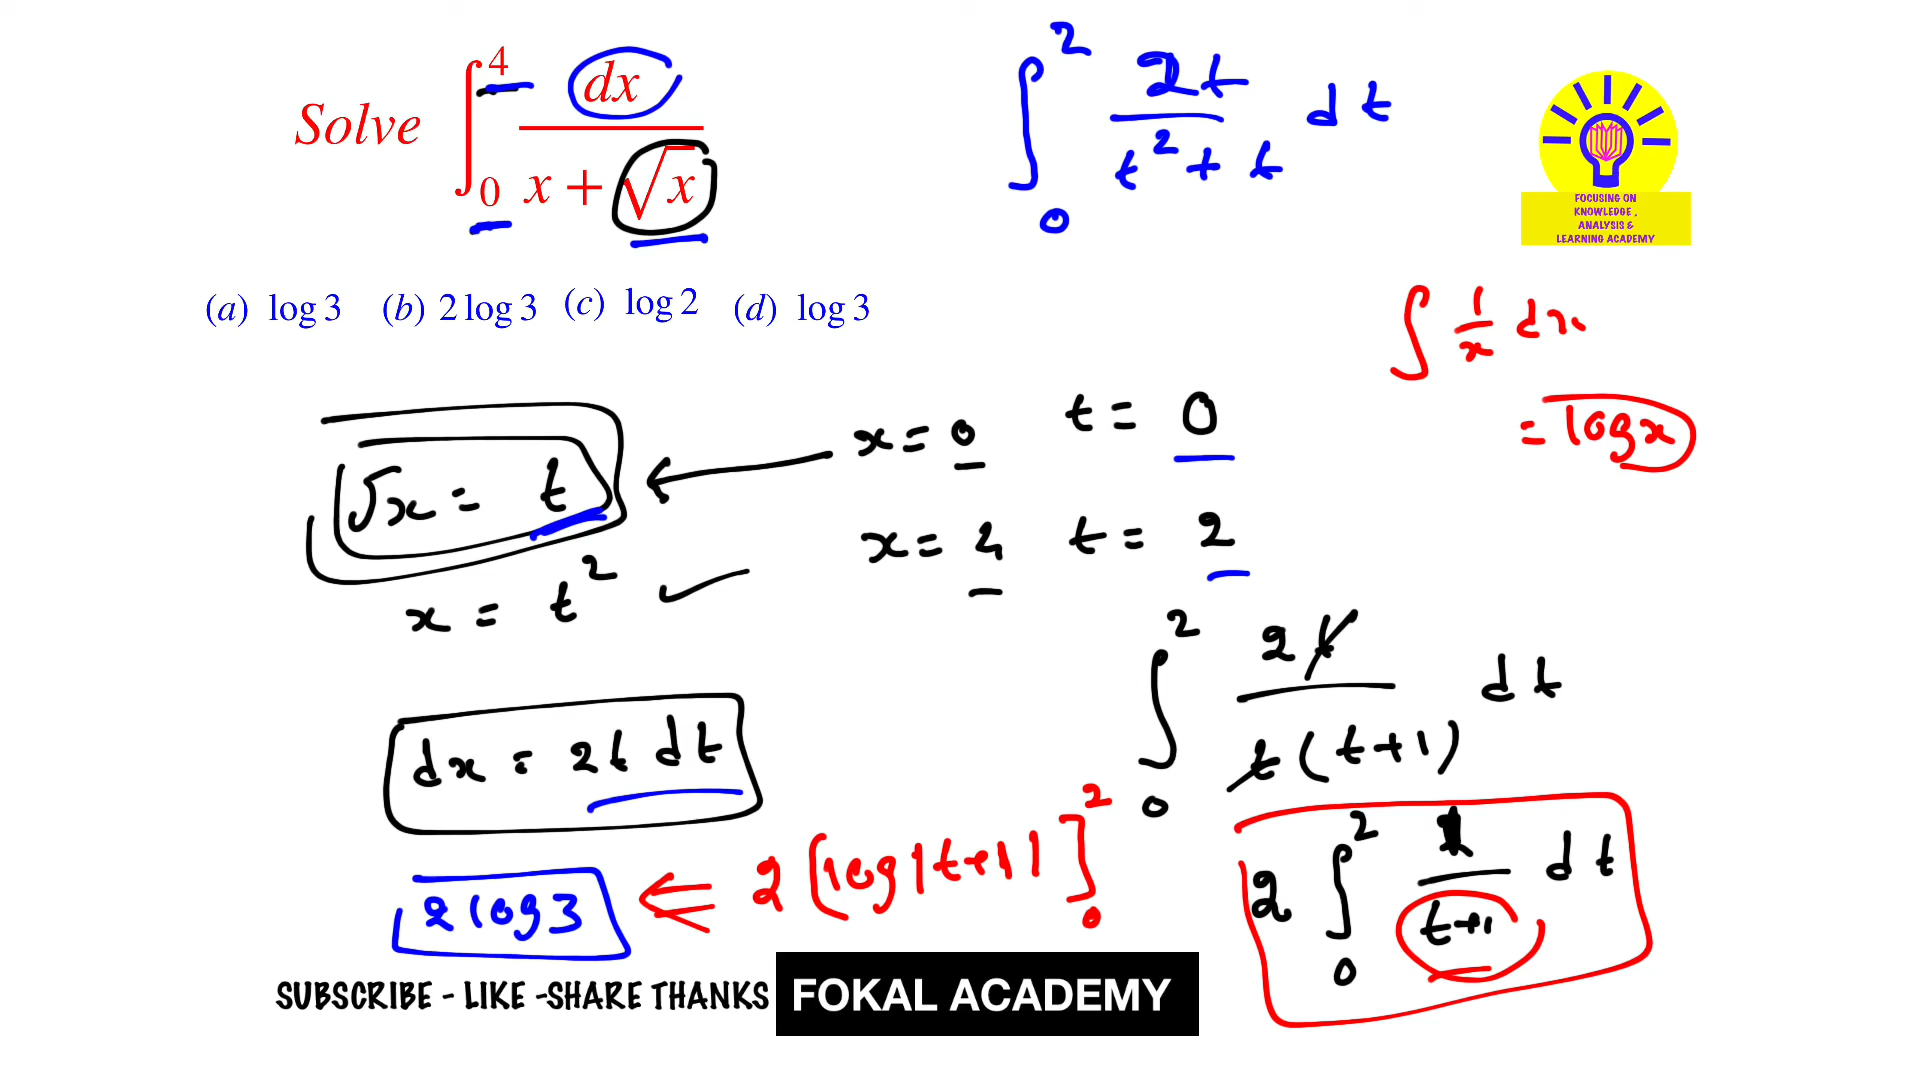 Solve ∫₀⁴ dx / (x + √x)
(a) log 3 (b) 2 log 3 (c) log 2 (d) log 3
∫₀² 2t / (t² + t) dt
FOCUSING ON
KNOWLEDGE ,
ANALYSIS &
LEARNING ACADEMY
∫ 1/x dx
= log x
√x = t
x = 0 t = 0
x = 4 t = 2
x = t²
∫₀² 2t / t(t+1) dt
dx = 2t dt
2 ∫₀² 1 / (t+1) dt
2 [log |t+1|]₀²
2 log 3
SUBSCRIBE - LIKE -SHARE THANKS
FOKAL ACADEMY